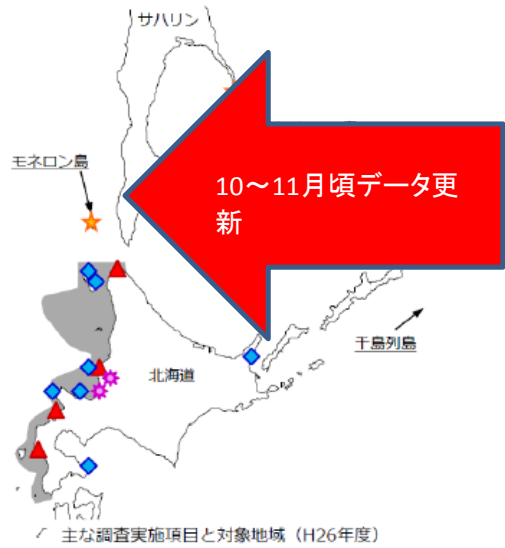 サハリン
モネロン島
10～11月頃データ更
新
千島列島
北海道
主な調査実施項目と対象地域（H26年度）